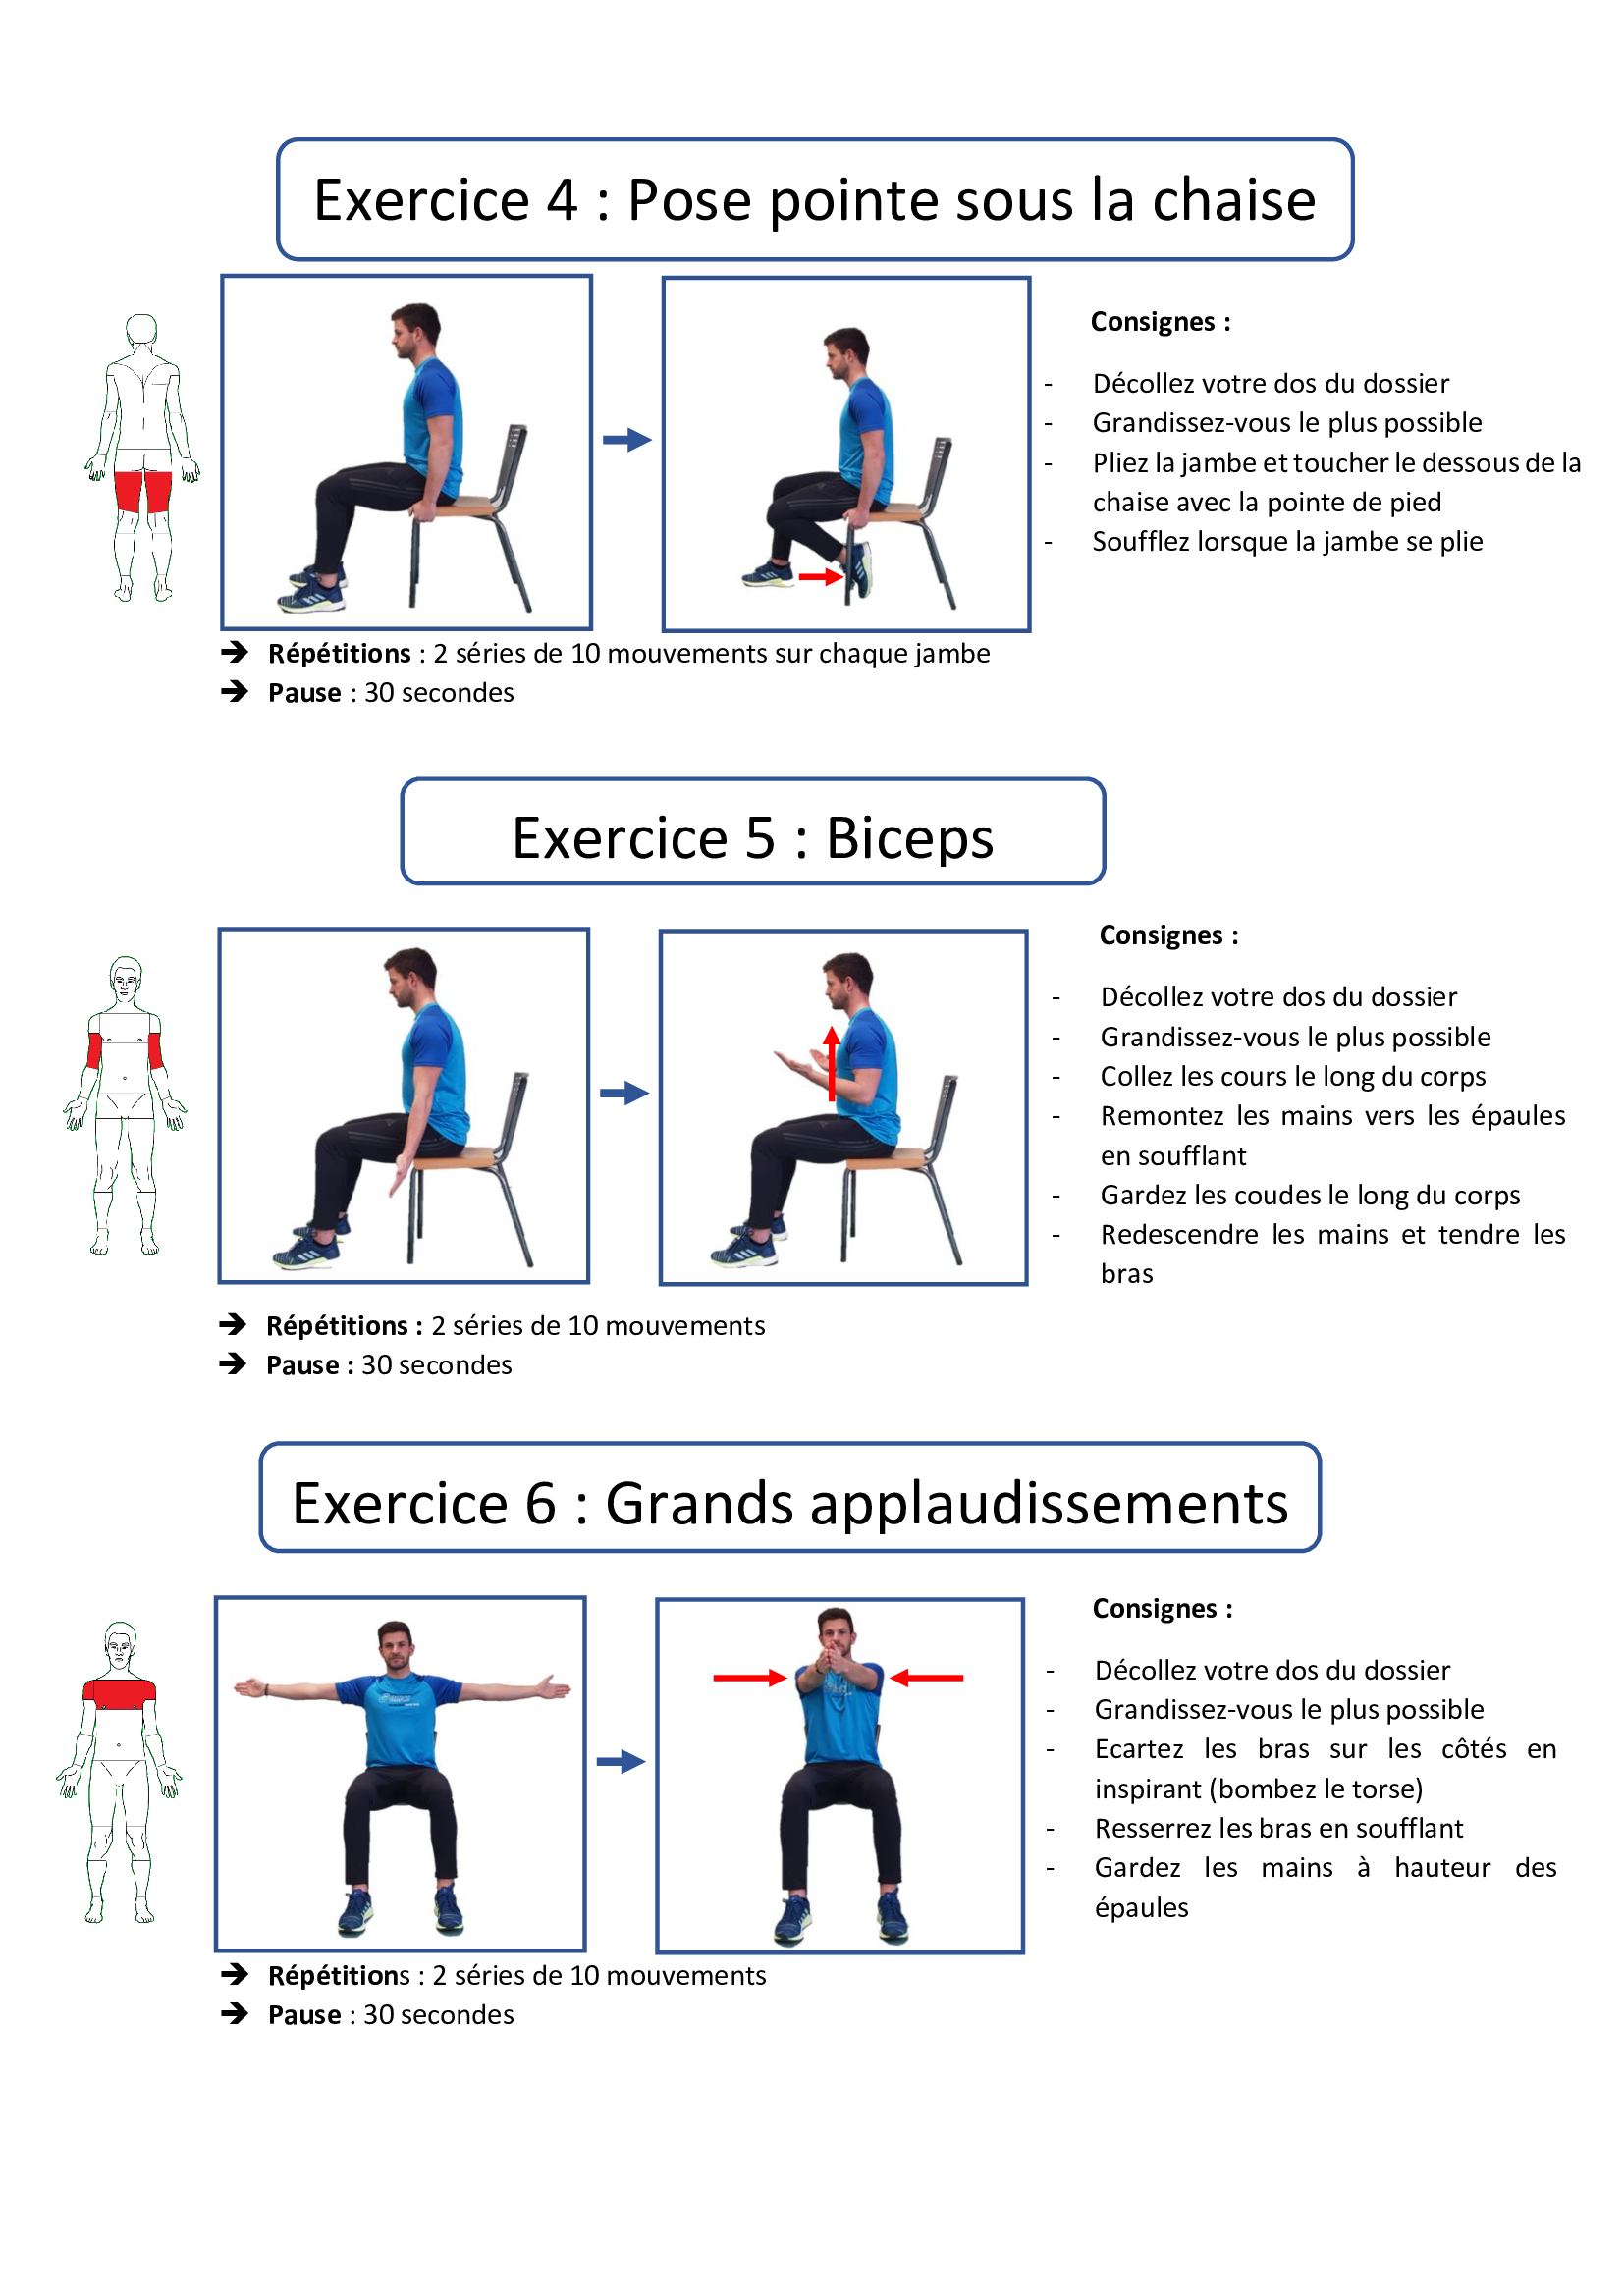 Exercice 4 : Pose pointe sous la chaise
Consignes :
- Décollez votre dos du dossier
- Grandissez-vous le plus possible
- Pliez la jambe et toucher le dessous de la
chaise avec la pointe de pied
- Soufflez lorsque la jambe se plie
➔ Répétitions : 2 séries de 10 mouvements sur chaque jambe
➔ Pause : 30 secondes
Exercice 5 : Biceps
Consignes :
- Décollez votre dos du dossier
- Grandissez-vous le plus possible
- Collez les cours le long du corps
- Remontez les mains vers les épaules
en soufflant
- Gardez les coudes le long du corps
- Redescendre les mains et tendre les
bras
➔ Répétitions : 2 séries de 10 mouvements
➔ Pause : 30 secondes
Exercice 6 : Grands applaudissements
Consignes :
- Décollez votre dos du dossier
- Grandissez-vous le plus possible
- Ecartez les bras sur les côtés en
inspirant (bombez le torse)
- Resserrez les bras en soufflant
- Gardez les mains à hauteur des
épaules
➔ Répétitions : 2 séries de 10 mouvements
➔ Pause : 30 secondes